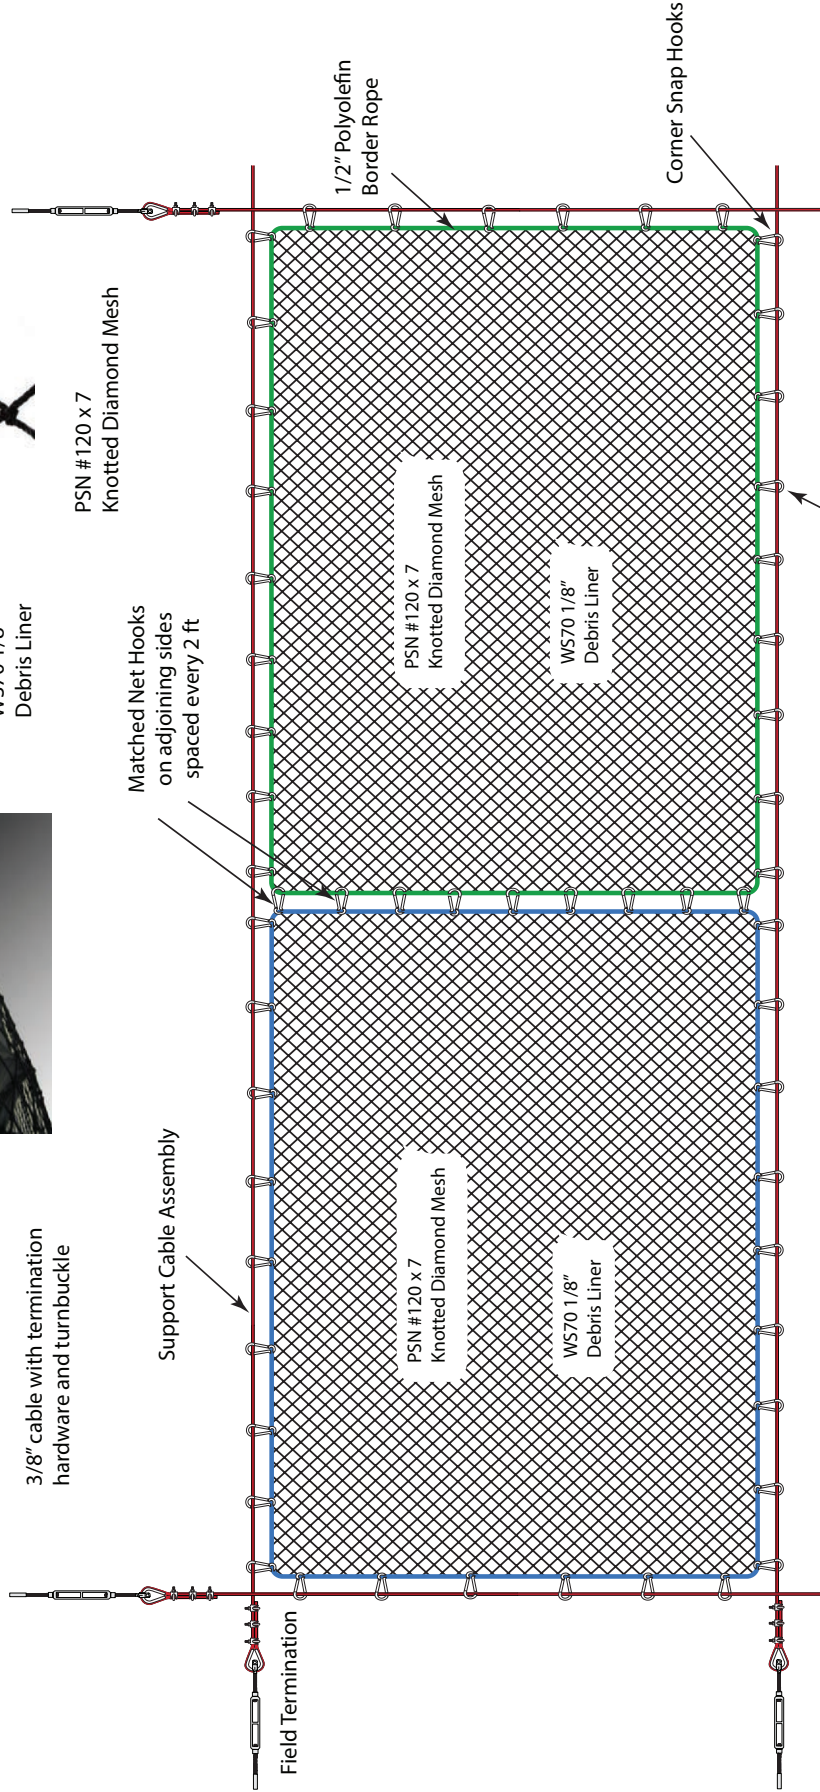 3/8" cable with termination
hardware and turnbuckle
Debris Liner
PSN #120 x 7
Knotted Diamond Mesh
Support Cable Assembly
Matched Net Hooks
on adjoining sides
spaced every 2 ft
1/2" Polyolefin
Border Rope
Corner Snap Hooks
Field Termination
PSN #120 x 7
Knotted Diamond Mesh
WS70 1/8"
Debris Liner
PSN #120 x 7
Knotted Diamond Mesh
WS70 1/8"
Debris Liner